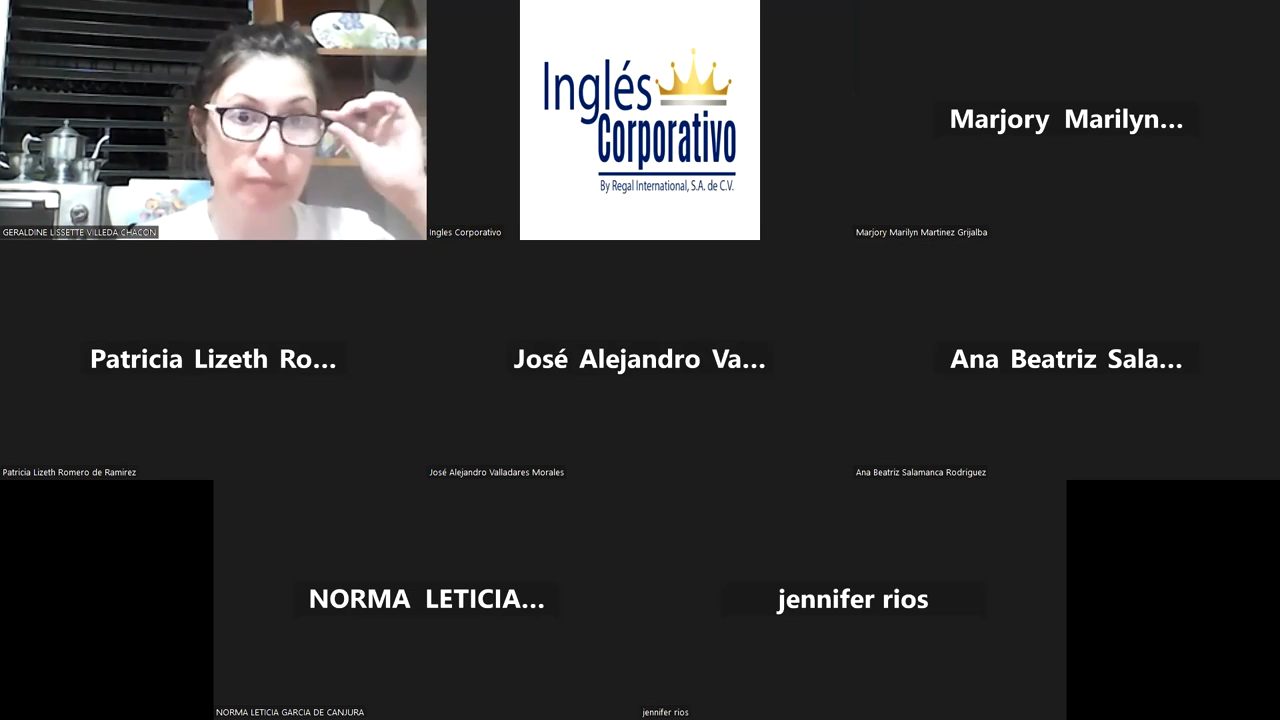 GERALDINE LISSETTE VILLEDA CHACON
Inglés
Corporativo
By Regal International, S.A. de C.V.
Ingles Corporativo
Marjory Marilyn...
Marjory Marilyn Martinez Grijalba
Patricia Lizeth Ro...
Patricia Lizeth Romero de Ramirez
José Alejandro Va...
José Alejandro Valladares Morales
Ana Beatriz Sala...
Ana Beatriz Salamanca Rodriguez
NORMA LETICIA...
NORMA LETICIA GARCIA DE CANJURA
jennifer rios
jennifer rios